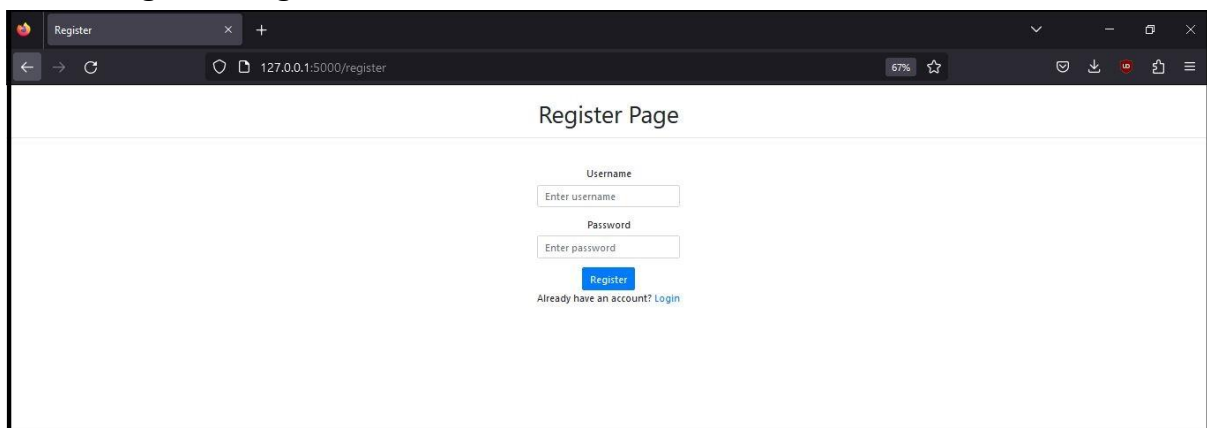 Register
127.0.0.1:5000/register 67%
Register Page
Username
Enter username
Password
Enter password
Register
Already have an account? Login